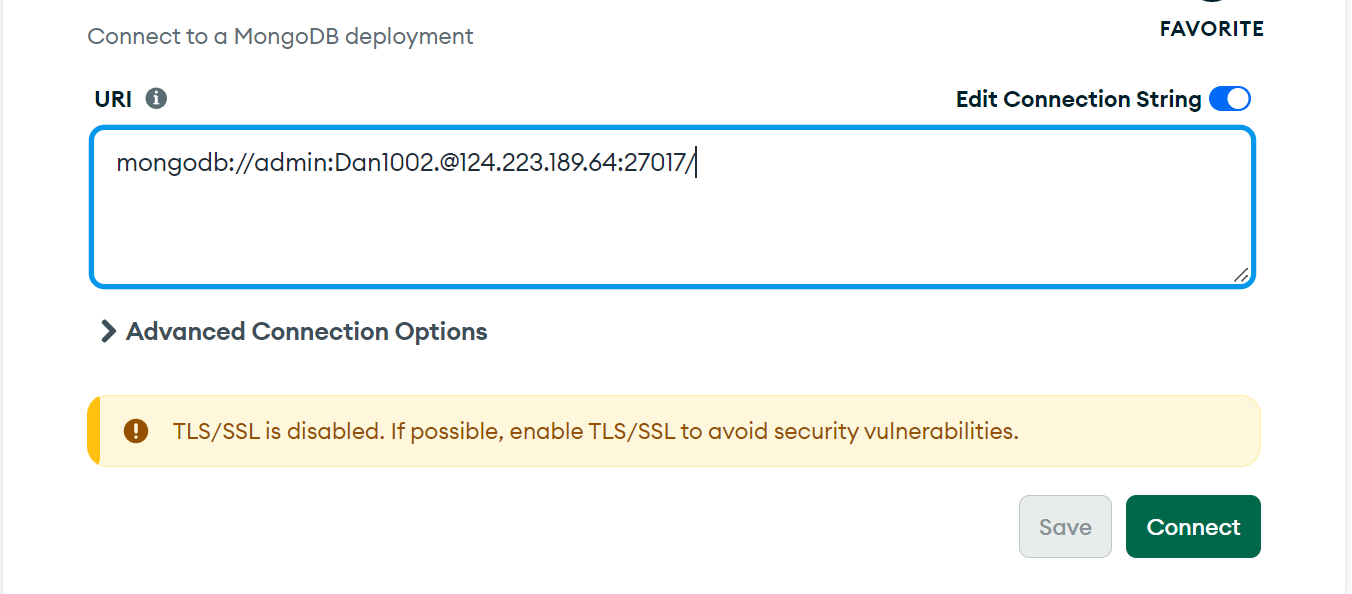 Connect to a MongoDB deployment
FAVORITE
URI
Edit Connection String
mongodb://admin:Dan1002.@124.223.189.64:27017/
Advanced Connection Options
TLS/SSL is disabled. If possible, enable TLS/SSL to avoid security vulnerabilities.
Save
Connect